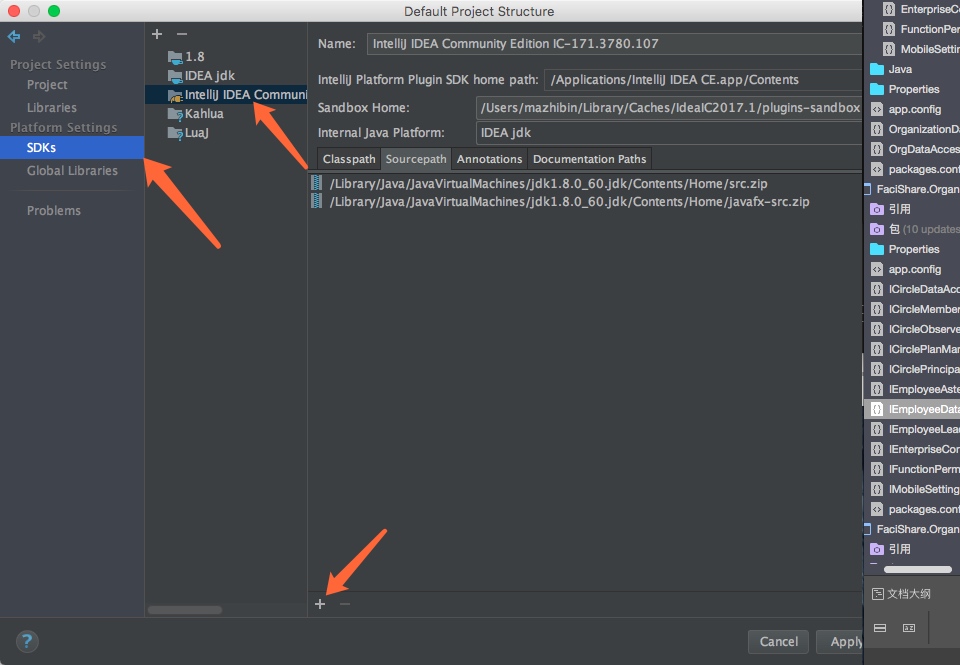 Default Project Structure
Project Settings
Project
Libraries
Platform Settings
SDKs
Global Libraries
Problems
1.8
IDEA jdk
IntelliJ IDEA Communi
Kahlua
LuaJ
Name: IntelliJ IDEA Community Edition IC-171.3780.107
IntelliJ Platform Plugin SDK home path: /Applications/IntelliJ IDEA CE.app/Contents
Sandbox Home: /Users/mazhibin/Library/Caches/IdeaIC2017.1/plugins-sandbox
Internal Java Platform: IDEA jdk
Classpath Sourcepath Annotations Documentation Paths
/Library/Java/JavaVirtualMachines/jdk1.8.0_60.jdk/Contents/Home/src.zip
/Library/Java/JavaVirtualMachines/jdk1.8.0_60.jdk/Contents/Home/javafx-src.zip
? Cancel Apply
EnterpriseCo
FunctionPer
MobileSettin
Java
Properties
app.config
OrganizationDa
OrgDataAcces
packages.conf
FaciShare.Organ
引用
包 (10 updates
Properties
app.config
ICircleDataAcc
ICircleMember
ICircleObserve
ICirclePlanMar
ICirclePrincipa
IEmployeeAste
IEmployeeData
IEmployeeLead
IEnterpriseCon
IFunctionPerm
IMobileSetting
packages.conf
FaciShare.Organ
引用
文档大纲